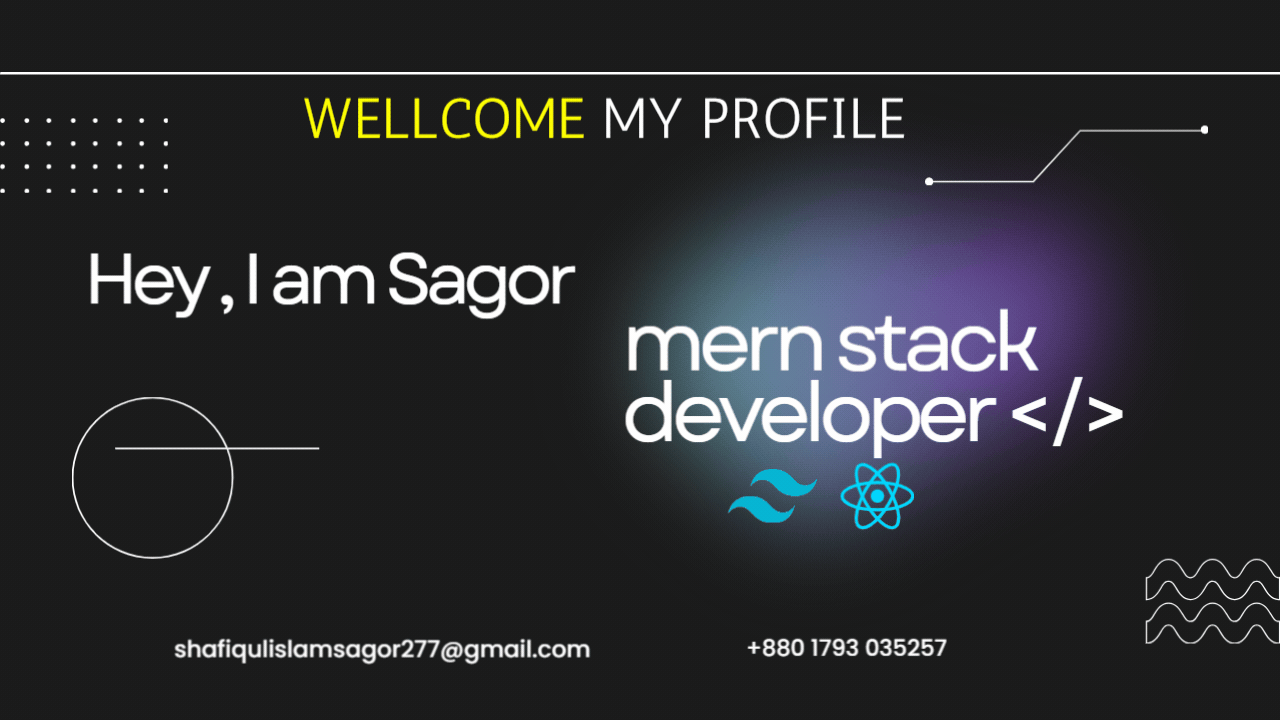 WELLCOME MY PROFILE
Hey , I am Sagor
mern stack
developer </>
shafiqulislamsagor277@gmail.com
+880 1793 035257